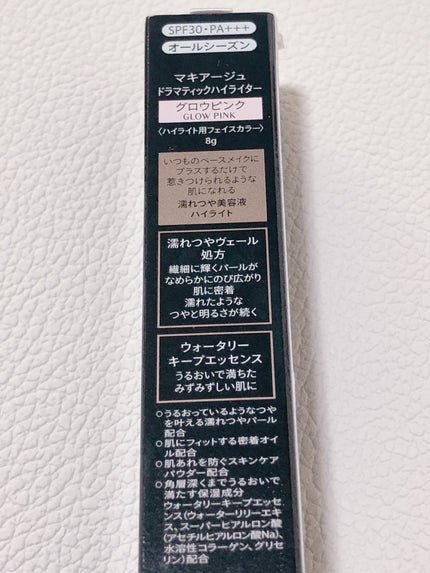 SPF30・PA+++
オールシーズン
マキアージュ
ドラマティックハイライター
グロウピンク
GLOW PINK
〈ハイライト用フェイスカラー〉
8g
いつものベースメイクに
プラスするだけで
惹きつけられるような
肌になれる
濡れつや美容液
ハイライト
濡れつやヴェール
処方
繊細に輝くパールが
なめらかにのび広がり
肌に密着
濡れたような
つやと明るさが続く
ウォータリー
キープエッセンス
うるおいで満ちた
みずみずしい肌に
○うるおっているようなつや
を叶える濡れつやパール
配合
○肌にフィットする密着オイ
ル配合
○肌あれを防ぐスキンケア
パウダー配合
○角層深くまでうるおいで
満たす保湿成分
ウォータリーキープエッセ
ンス(ウォーターリリーエキ
ス、スーパーヒアルロン酸
(アセチルヒアルロン酸Na)、
水溶性コラーゲン、グリセ
リン)配合